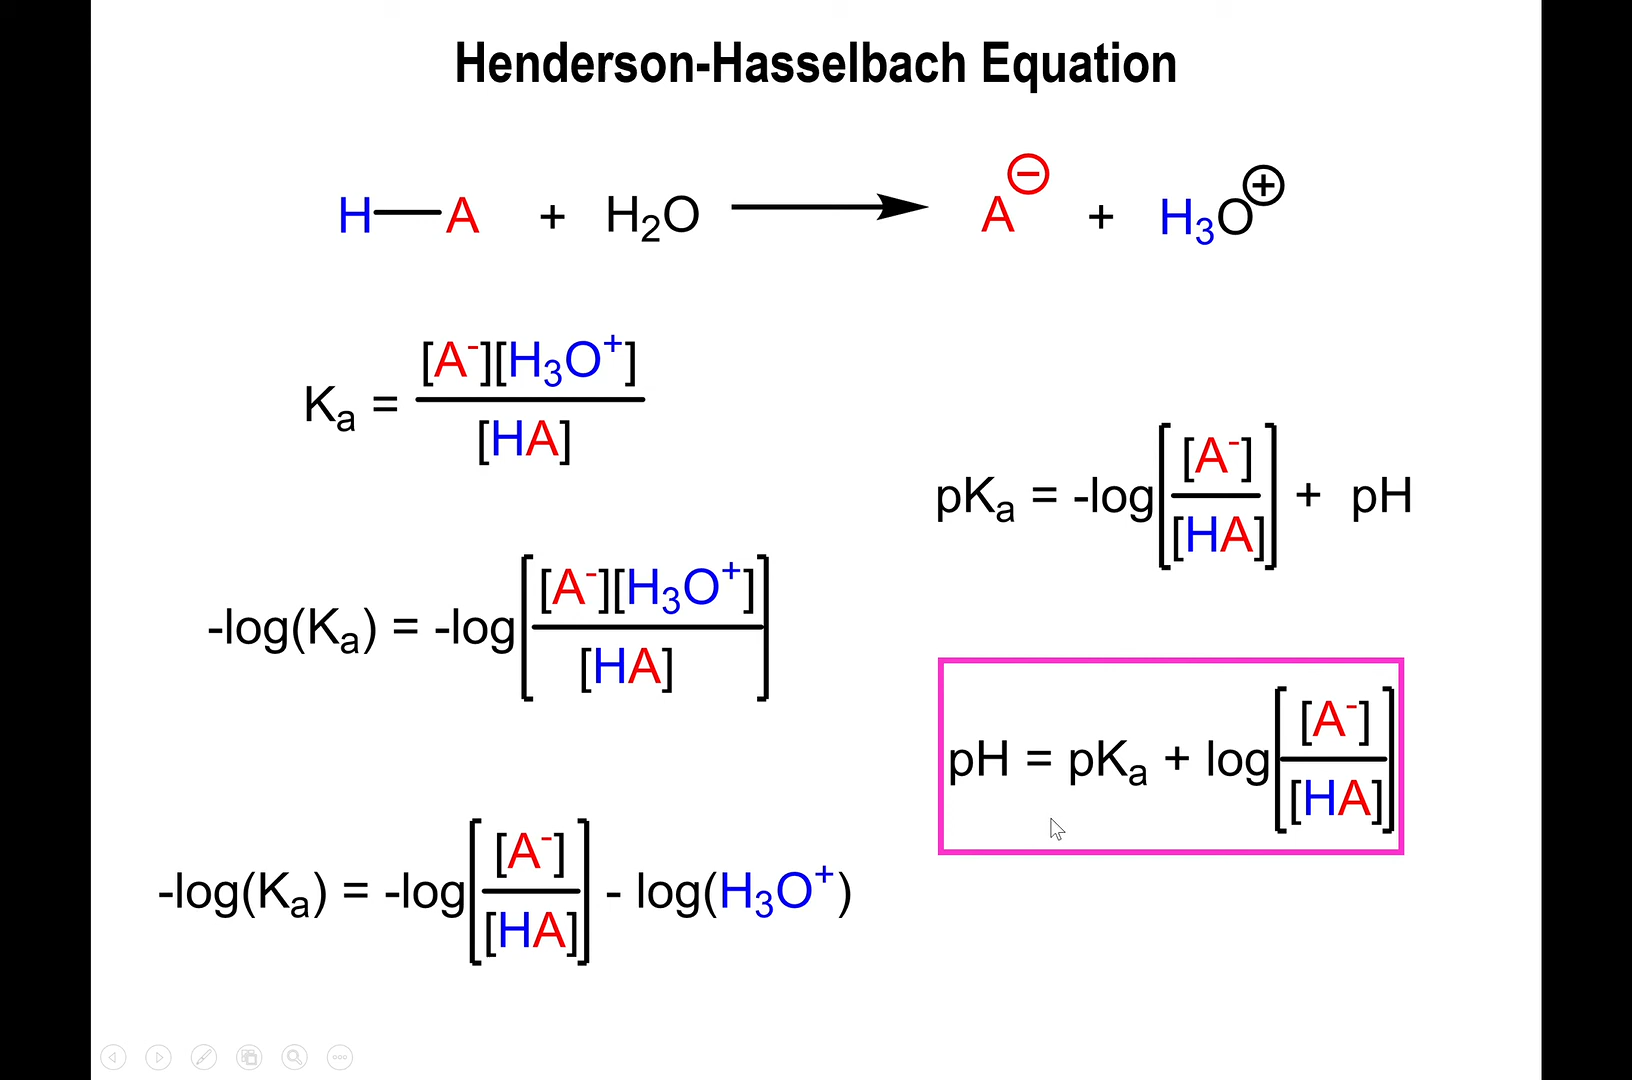 Henderson-Hasselbach Equation
H—A + H₂O ⟶ A⊖ + H₃O⊕
Kₐ = [A⁻][H₃O⁺] / [HA]
-log(Kₐ) = -log[[A⁻][H₃O⁺] / [HA]]
-log(Kₐ) = -log[[A⁻] / [HA]] - log(H₃O⁺)
pKₐ = -log[[A⁻] / [HA]] + pH
pH = pKₐ + log[[A⁻] / [HA]]